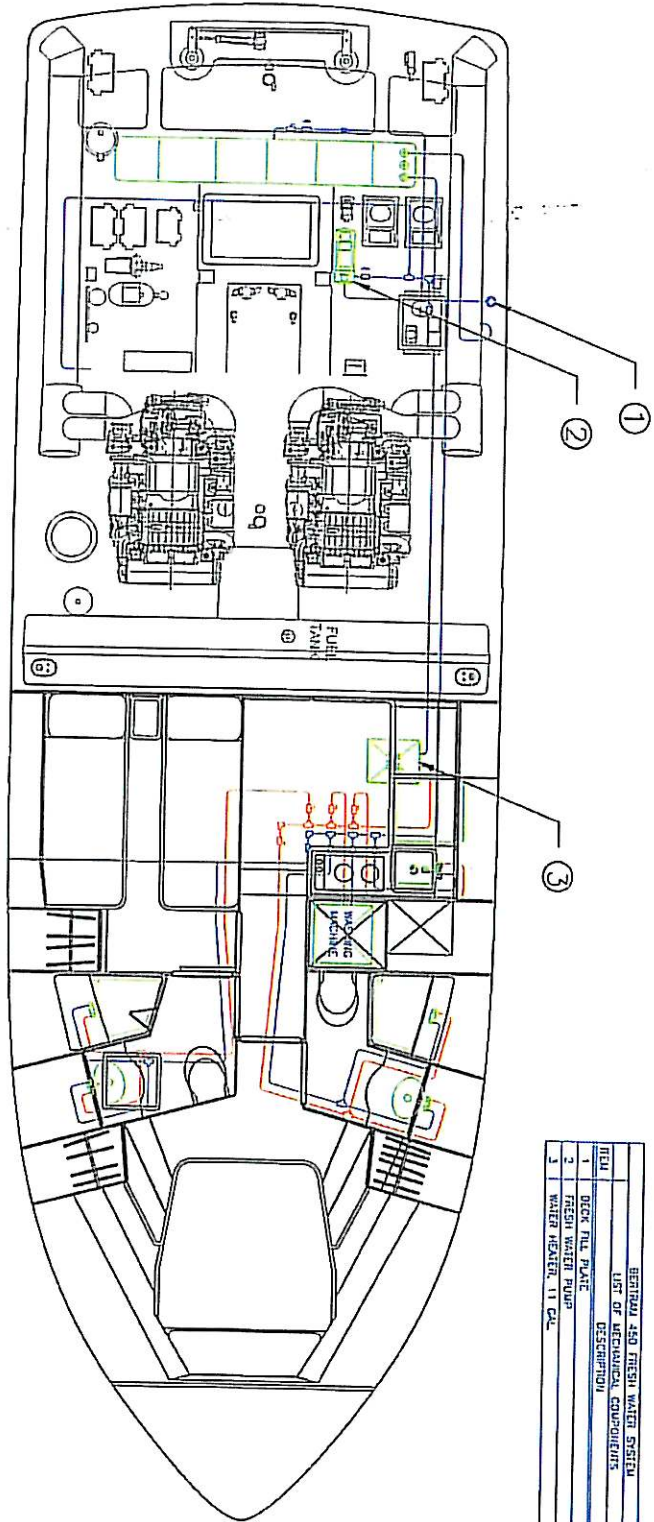 BERTRAM 450 FRESH WATER SYSTEM
LIST OF MECHANICAL COMPONENTS
ITEM DESCRIPTION
1 DECK FILL PLATE
2 FRESH WATER PUMP
3 WATER HEATER, 11 GAL
①
②
③
FUEL
TANK
WASHING
MACHINE